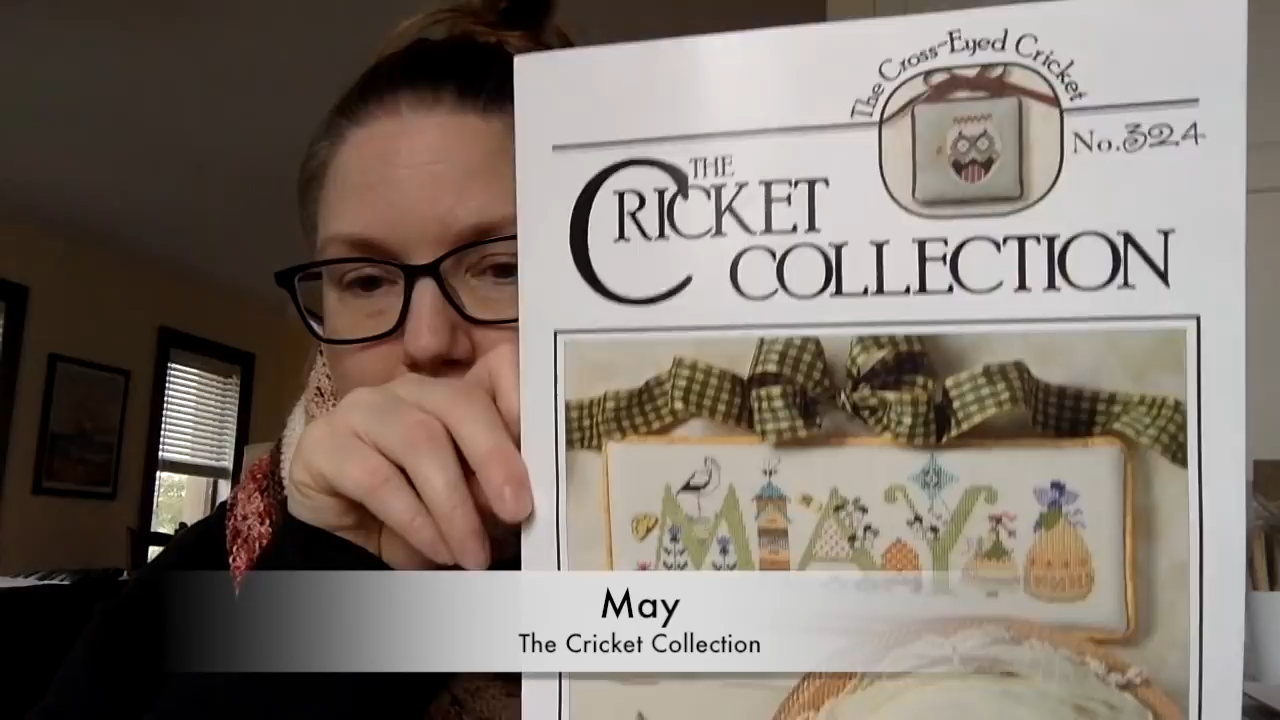 The Cross-Eyed Cricket
No. 324
THE
CRICKET
COLLECTION
MAY
May
The Cricket Collection